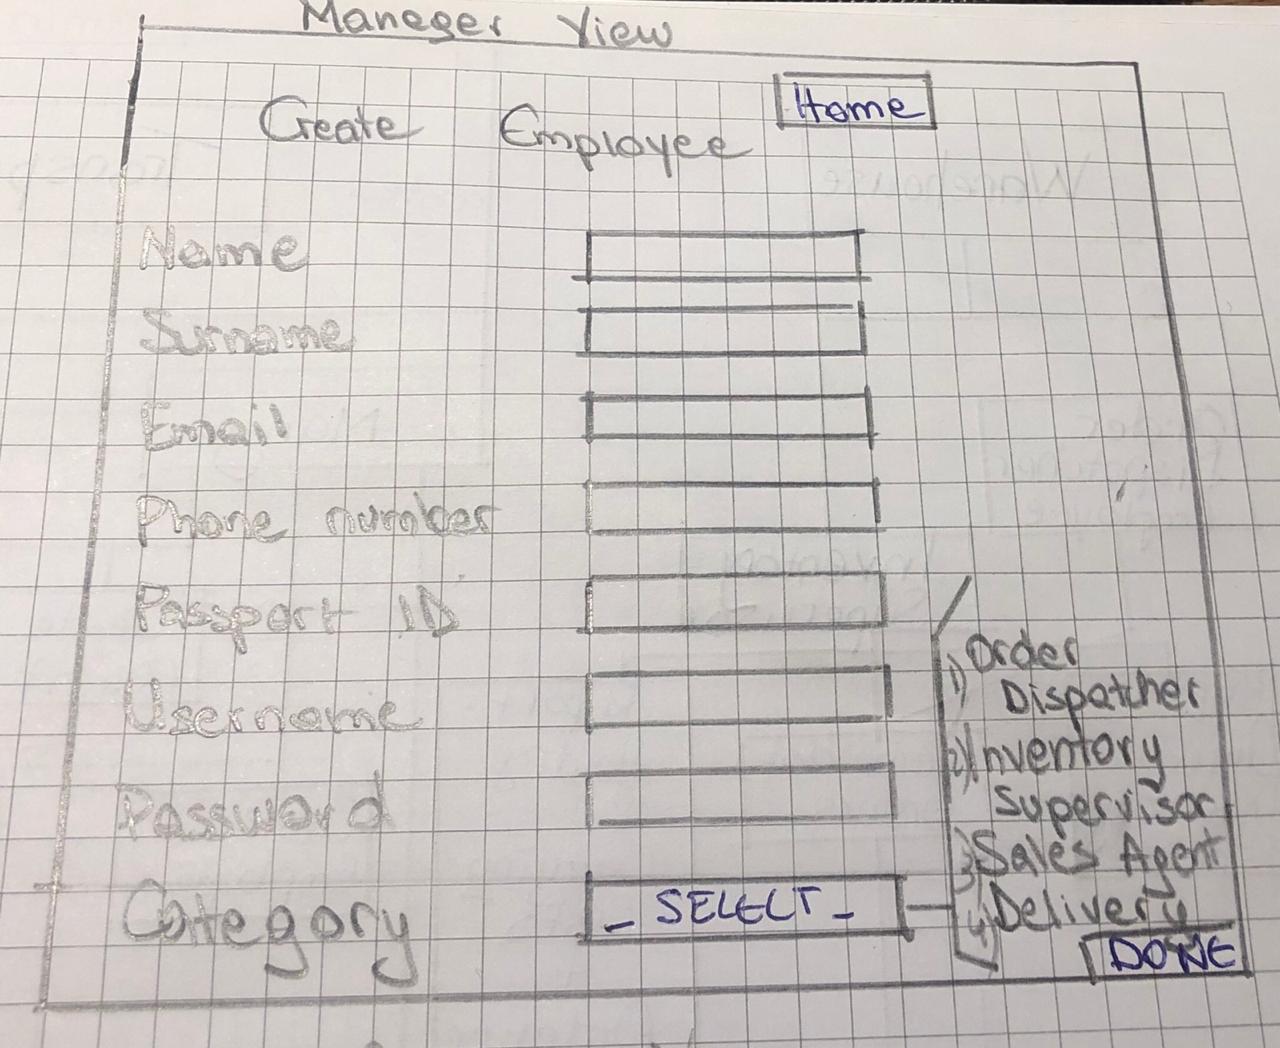 Maneger View
Create Employee Home
Name
Surname
Email
Phone number
Passport ID
Username
Password
Category _ SELECT _
1) Order
Dispatcher
2) Inventory
Supervisor
3) Sales Agent
4) Delivery
DONE